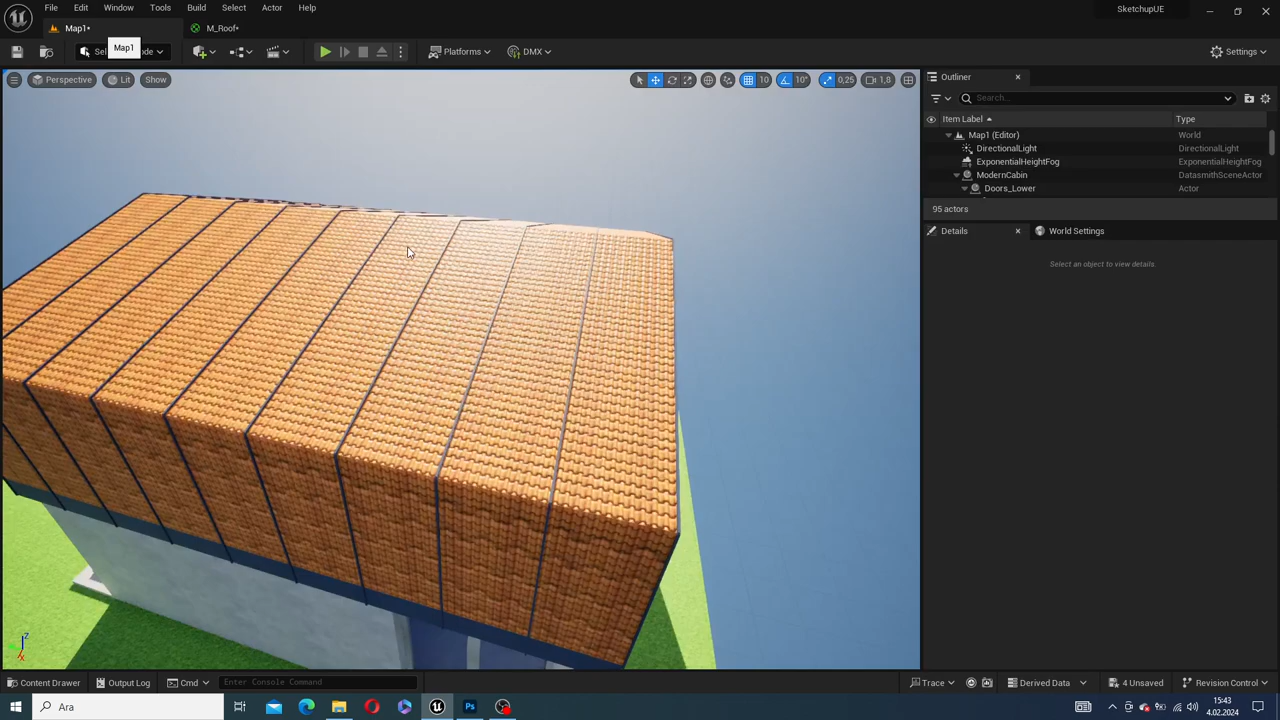 File Edit Window Tools Build Select Actor Help
SketchupUE
Map1• M_Roof•
Map1
Platforms DMX Settings
Perspective Lit Show 10 10° 0,25 1,8
Outliner
Search...
Item Label Type
Map1 (Editor) World
DirectionalLight DirectionalLight
ExponentialHeightFog ExponentialHeightFog
ModernCabin DatasmithSceneActor
Doors_Lower Actor
95 actors
Details World Settings
Select an object to view details.
Z
X
Content Drawer Output Log Cmd Enter Console Command Trace Derived Data 4 Unsaved Revision Control
Ara
15:43
4.02.2024